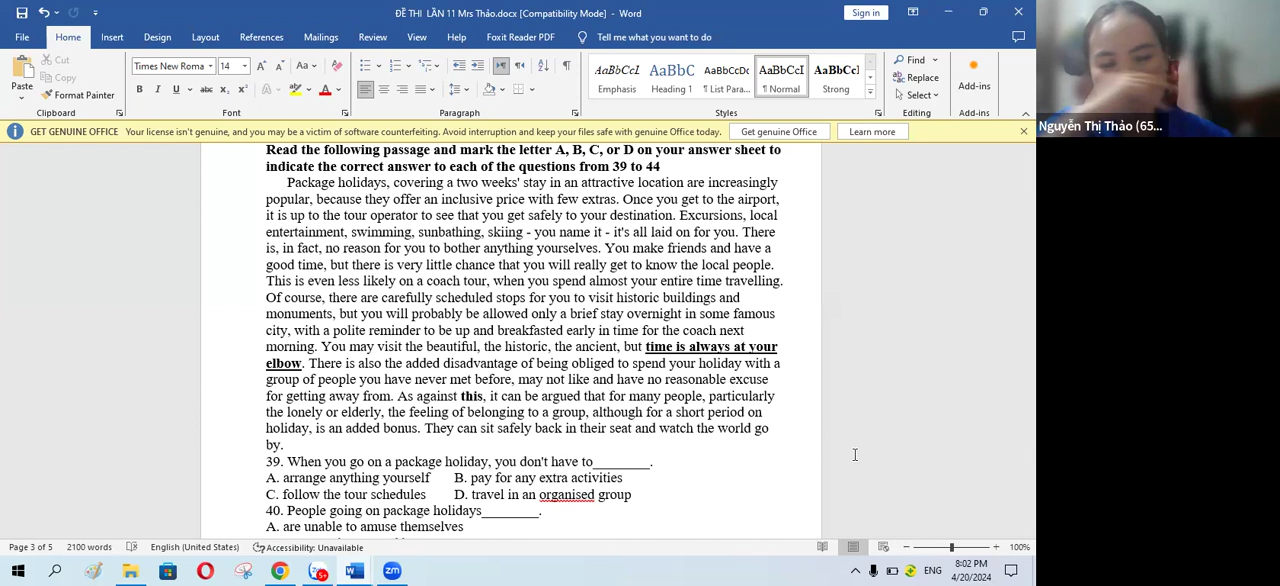 ĐỀ THI LẦN 11 Mrs Thảo.docx [Compatibility Mode] - Word
Sign in
File Home Insert Design Layout References Mailings Review View Help Foxit Reader PDF Tell me what you want to do
Paste
Cut
Copy
Format Painter
Clipboard
Times New Roma 14
Font
Paragraph
AaBbCcI AaBbC AaBbCcDc AaBbCcI AaBbCc
Emphasis Heading 1 ¶ List Para... ¶ Normal Strong
Styles
Find
Replace
Select
Editing
Add-ins
Add-ins
GET GENUINE OFFICE Your license isn't genuine, and you may be a victim of software counterfeiting. Avoid interruption and keep your files safe with genuine Office today. Get genuine Office Learn more
Nguyễn Thị Thảo (65...
Read the following passage and mark the letter A, B, C, or D on your answer sheet to
indicate the correct answer to each of the questions from 39 to 44
Package holidays, covering a two weeks' stay in an attractive location are increasingly
popular, because they offer an inclusive price with few extras. Once you get to the airport,
it is up to the tour operator to see that you get safely to your destination. Excursions, local
entertainment, swimming, sunbathing, skiing - you name it - it's all laid on for you. There
is, in fact, no reason for you to bother anything yourselves. You make friends and have a
good time, but there is very little chance that you will really get to know the local people.
This is even less likely on a coach tour, when you spend almost your entire time travelling.
Of course, there are carefully scheduled stops for you to visit historic buildings and
monuments, but you will probably be allowed only a brief stay overnight in some famous
city, with a polite reminder to be up and breakfasted early in time for the coach next
morning. You may visit the beautiful, the historic, the ancient, but time is always at your
elbow. There is also the added disadvantage of being obliged to spend your holiday with a
group of people you have never met before, may not like and have no reasonable excuse
for getting away from. As against this, it can be argued that for many people, particularly
the lonely or elderly, the feeling of belonging to a group, although for a short period on
holiday, is an added bonus. They can sit safely back in their seat and watch the world go
by.
39. When you go on a package holiday, you don't have to________.
A. arrange anything yourself B. pay for any extra activities
C. follow the tour schedules D. travel in an organised group
40. People going on package holidays________.
A. are unable to amuse themselves
Page 3 of 5 2100 words English (United States) Accessibility: Unavailable 100%
ENG 8:02 PM
4/20/2024